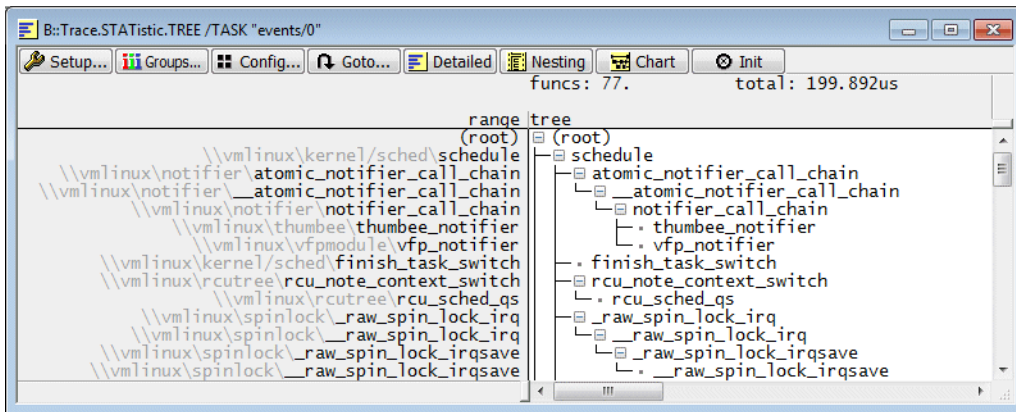 B::Trace.STATistic.TREE /TASK "events/0"
Setup... Groups... Config... Goto... Detailed Nesting Chart Init
funcs: 77. total: 199.892us
range tree
(root) (root)
\\vmlinux\kernel/sched\schedule schedule
\\vmlinux\notifier\atomic_notifier_call_chain atomic_notifier_call_chain
\\vmlinux\notifier\__atomic_notifier_call_chain __atomic_notifier_call_chain
\\vmlinux\notifier\notifier_call_chain notifier_call_chain
\\vmlinux\thumbee\thumbee_notifier thumbee_notifier
\\vmlinux\vfpmodule\vfp_notifier vfp_notifier
\\vmlinux\kernel/sched\finish_task_switch finish_task_switch
\\vmlinux\rcutree\rcu_note_context_switch rcu_note_context_switch
\\vmlinux\rcutree\rcu_sched_qs rcu_sched_qs
\\vmlinux\spinlock\_raw_spin_lock_irq _raw_spin_lock_irq
\\vmlinux\spinlock\__raw_spin_lock_irq __raw_spin_lock_irq
\\vmlinux\spinlock\_raw_spin_lock_irqsave _raw_spin_lock_irqsave
\\vmlinux\spinlock\__raw_spin_lock_irqsave __raw_spin_lock_irqsave